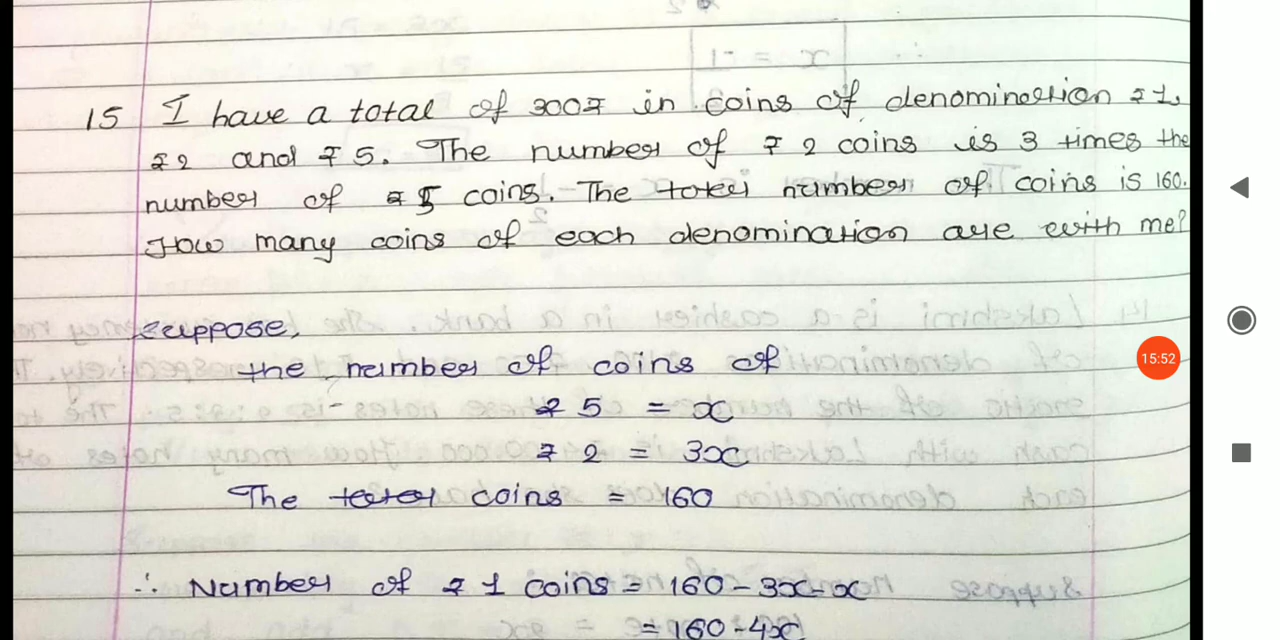 15 I have a total of 300₹ in coins of denomination ₹1,
₹2 and ₹5. The number of ₹2 coins is 3 times the
number of ₹5 coins. The total number of coins is 160.
How many coins of each denomination are with me?
Suppose,
the number of coins of
₹5 = x
₹2 = 3x
15:52
The total coins = 160
∴ Number of ₹1 coins = 160-3x-x
= 160-4x